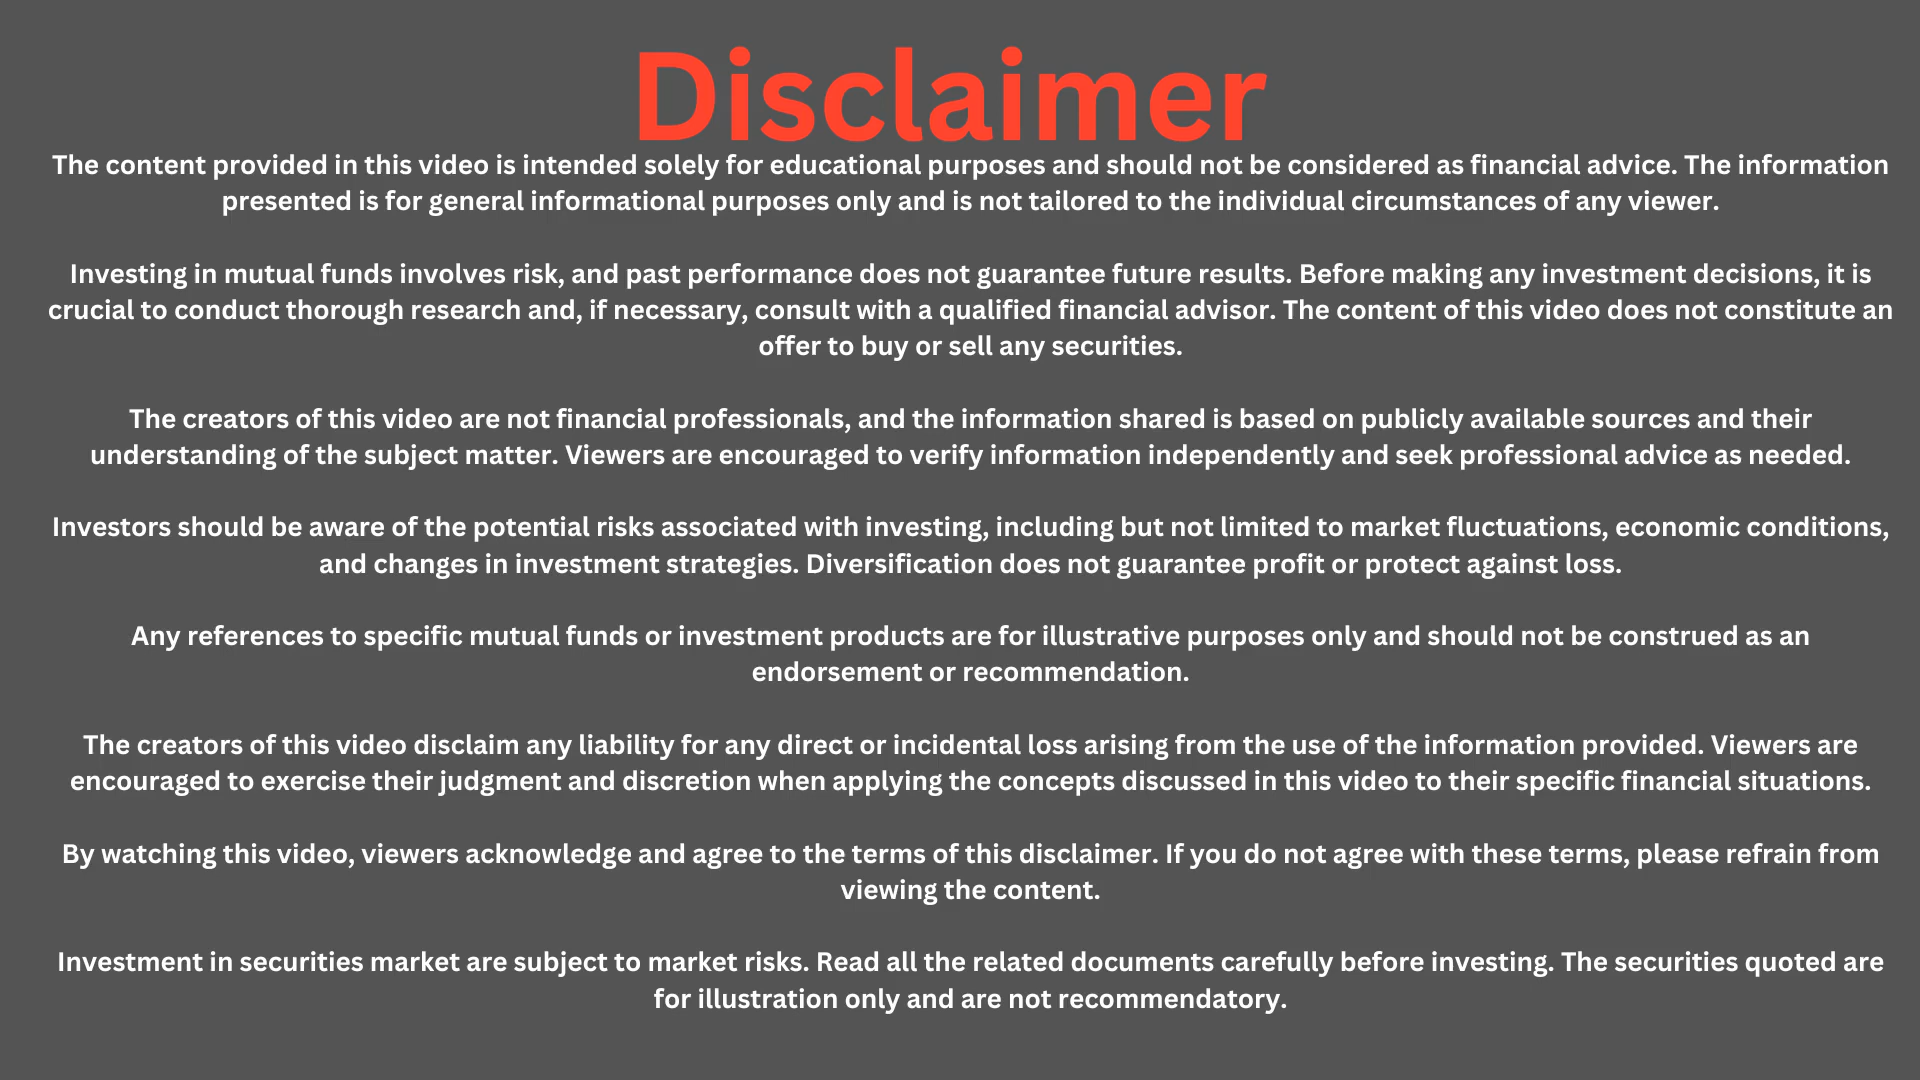 Disclaimer
The content provided in this video is intended solely for educational purposes and should not be considered as financial advice. The information
presented is for general informational purposes only and is not tailored to the individual circumstances of any viewer.
Investing in mutual funds involves risk, and past performance does not guarantee future results. Before making any investment decisions, it is
crucial to conduct thorough research and, if necessary, consult with a qualified financial advisor. The content of this video does not constitute an
offer to buy or sell any securities.
The creators of this video are not financial professionals, and the information shared is based on publicly available sources and their
understanding of the subject matter. Viewers are encouraged to verify information independently and seek professional advice as needed.
Investors should be aware of the potential risks associated with investing, including but not limited to market fluctuations, economic conditions,
and changes in investment strategies. Diversification does not guarantee profit or protect against loss.
Any references to specific mutual funds or investment products are for illustrative purposes only and should not be construed as an
endorsement or recommendation.
The creators of this video disclaim any liability for any direct or incidental loss arising from the use of the information provided. Viewers are
encouraged to exercise their judgment and discretion when applying the concepts discussed in this video to their specific financial situations.
By watching this video, viewers acknowledge and agree to the terms of this disclaimer. If you do not agree with these terms, please refrain from
viewing the content.
Investment in securities market are subject to market risks. Read all the related documents carefully before investing. The securities quoted are
for illustration only and are not recommendatory.